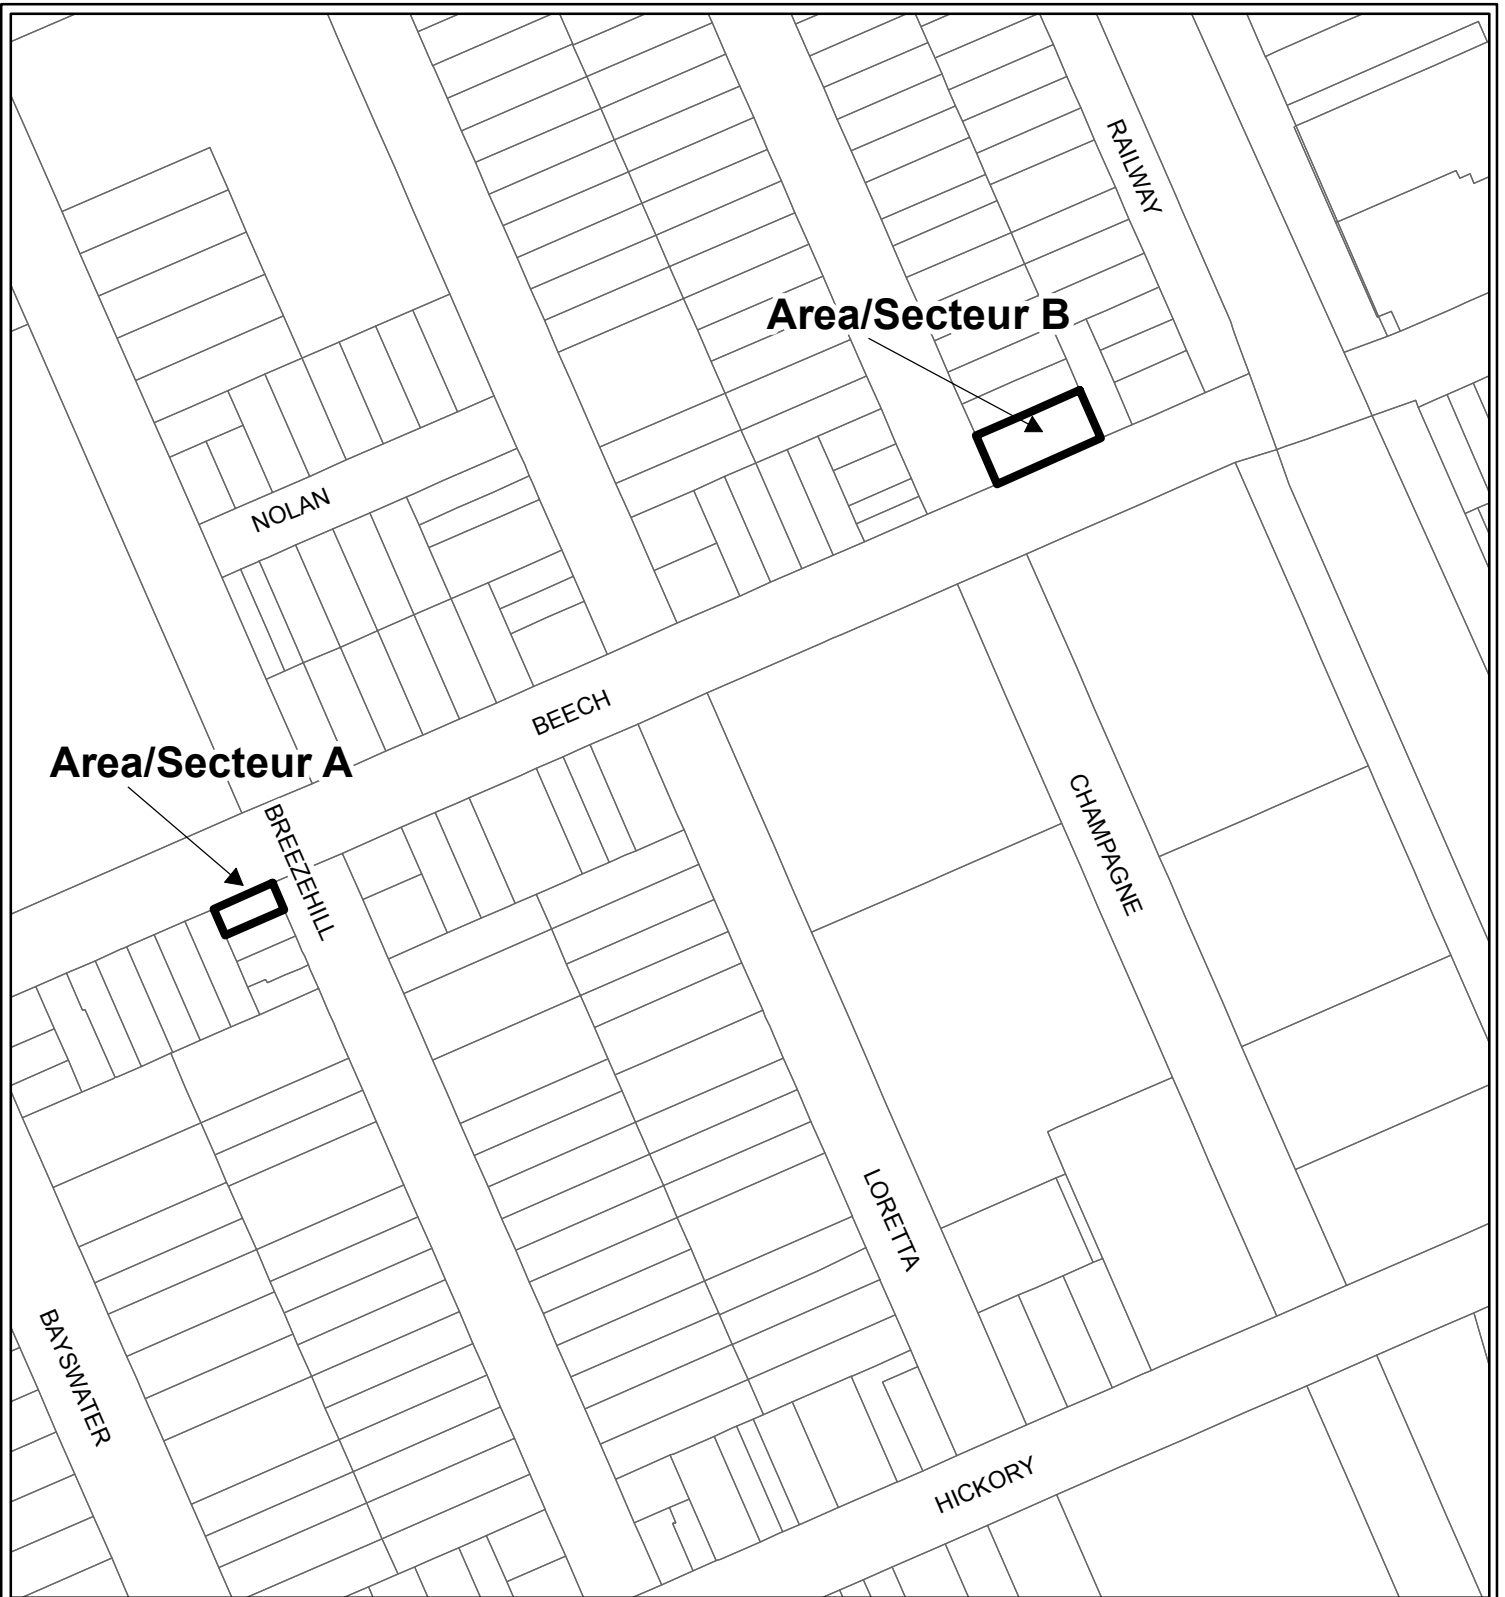 RAILWAY
Area/Secteur B
NOLAN
BEECH
Area/Secteur A
BREEZEHILL
CHAMPAGNE
LORETTA
BAYSWATER
HICKORY